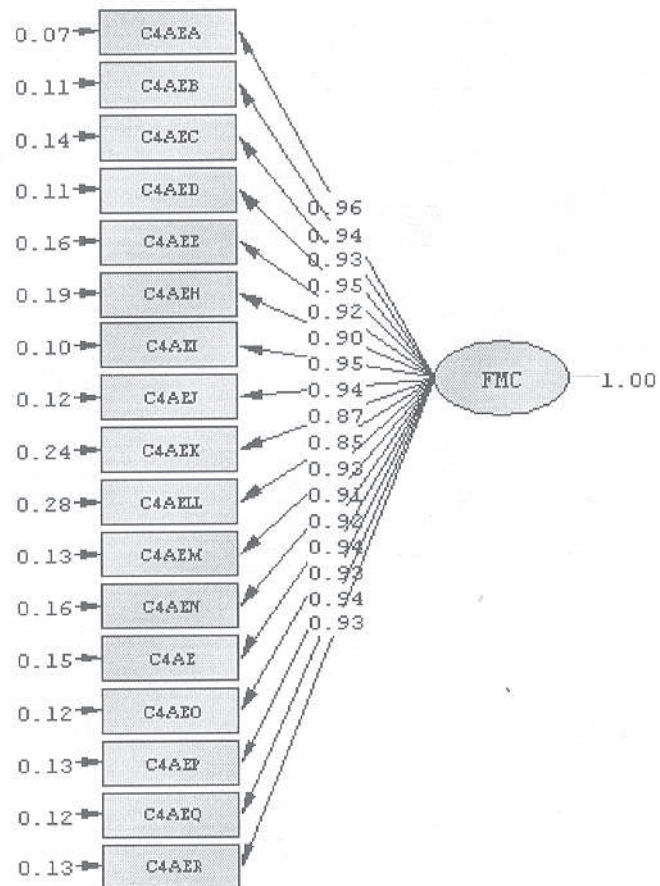 0.07 C4AEA
0.11 C4AEB
0.14 C4AEC
0.11 C4AED
0.96
0.94
0.16 C4AEE
0.93
0.95
0.19 C4AEH
0.92
0.90
0.10 C4AEI
0.95
FMC 1.00
0.12 C4AEJ
0.94
0.87
0.24 C4AEK
0.85
0.93
0.28 C4AELL
0.91
0.92
0.13 C4AEM
0.94
0.93
0.16 C4AEN
0.94
0.93
0.15 C4AE
0.12 C4AEO
0.13 C4AEP
0.12 C4AEQ
0.13 C4AER